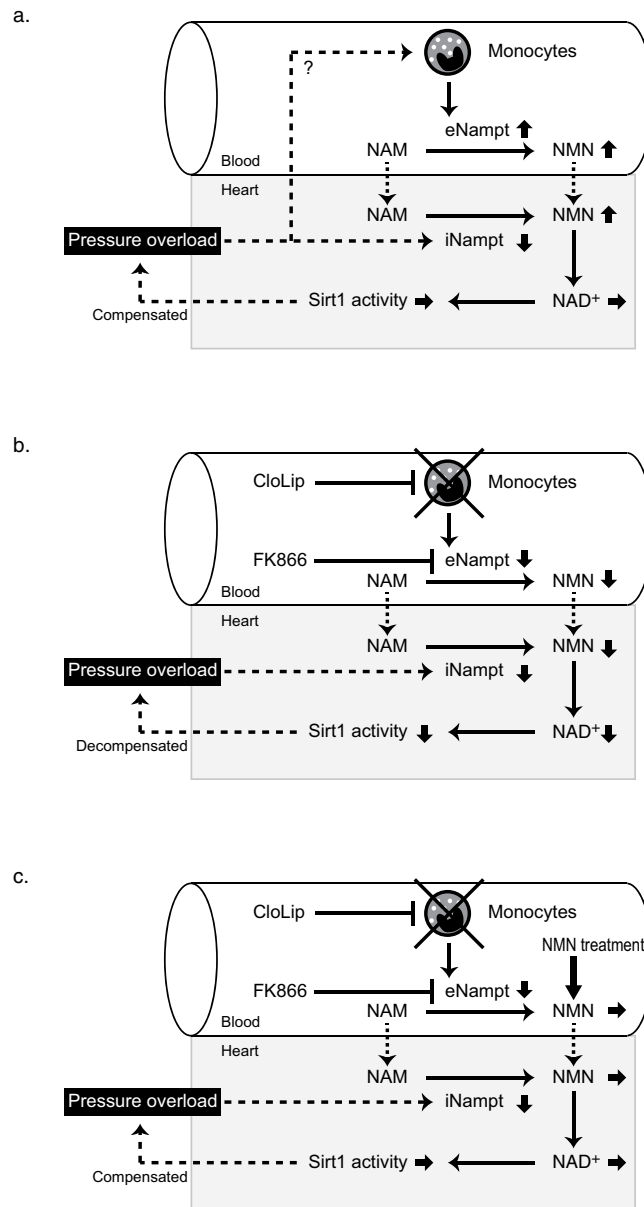 a.
?
Monocytes
eNampt
NAM
NMN
Blood
Heart
NAM
NMN
Pressure overload
iNampt
Sirt1 activity
NAD+
Compensated
b.
CloLip
Monocytes
FK866
eNampt
NAM
NMN
Blood
Heart
NAM
NMN
Pressure overload
iNampt
Sirt1 activity
NAD+
Decompensated
c.
CloLip
Monocytes
NMN treatment
FK866
eNampt
NAM
NMN
Blood
Heart
NAM
NMN
Pressure overload
iNampt
Sirt1 activity
NAD+
Compensated